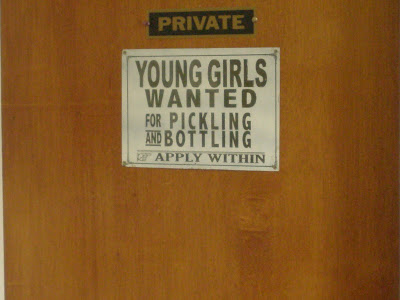 PRIVATE
YOUNG GIRLS
WANTED
FOR PICKLING
AND BOTTLING
☞ APPLY WITHIN